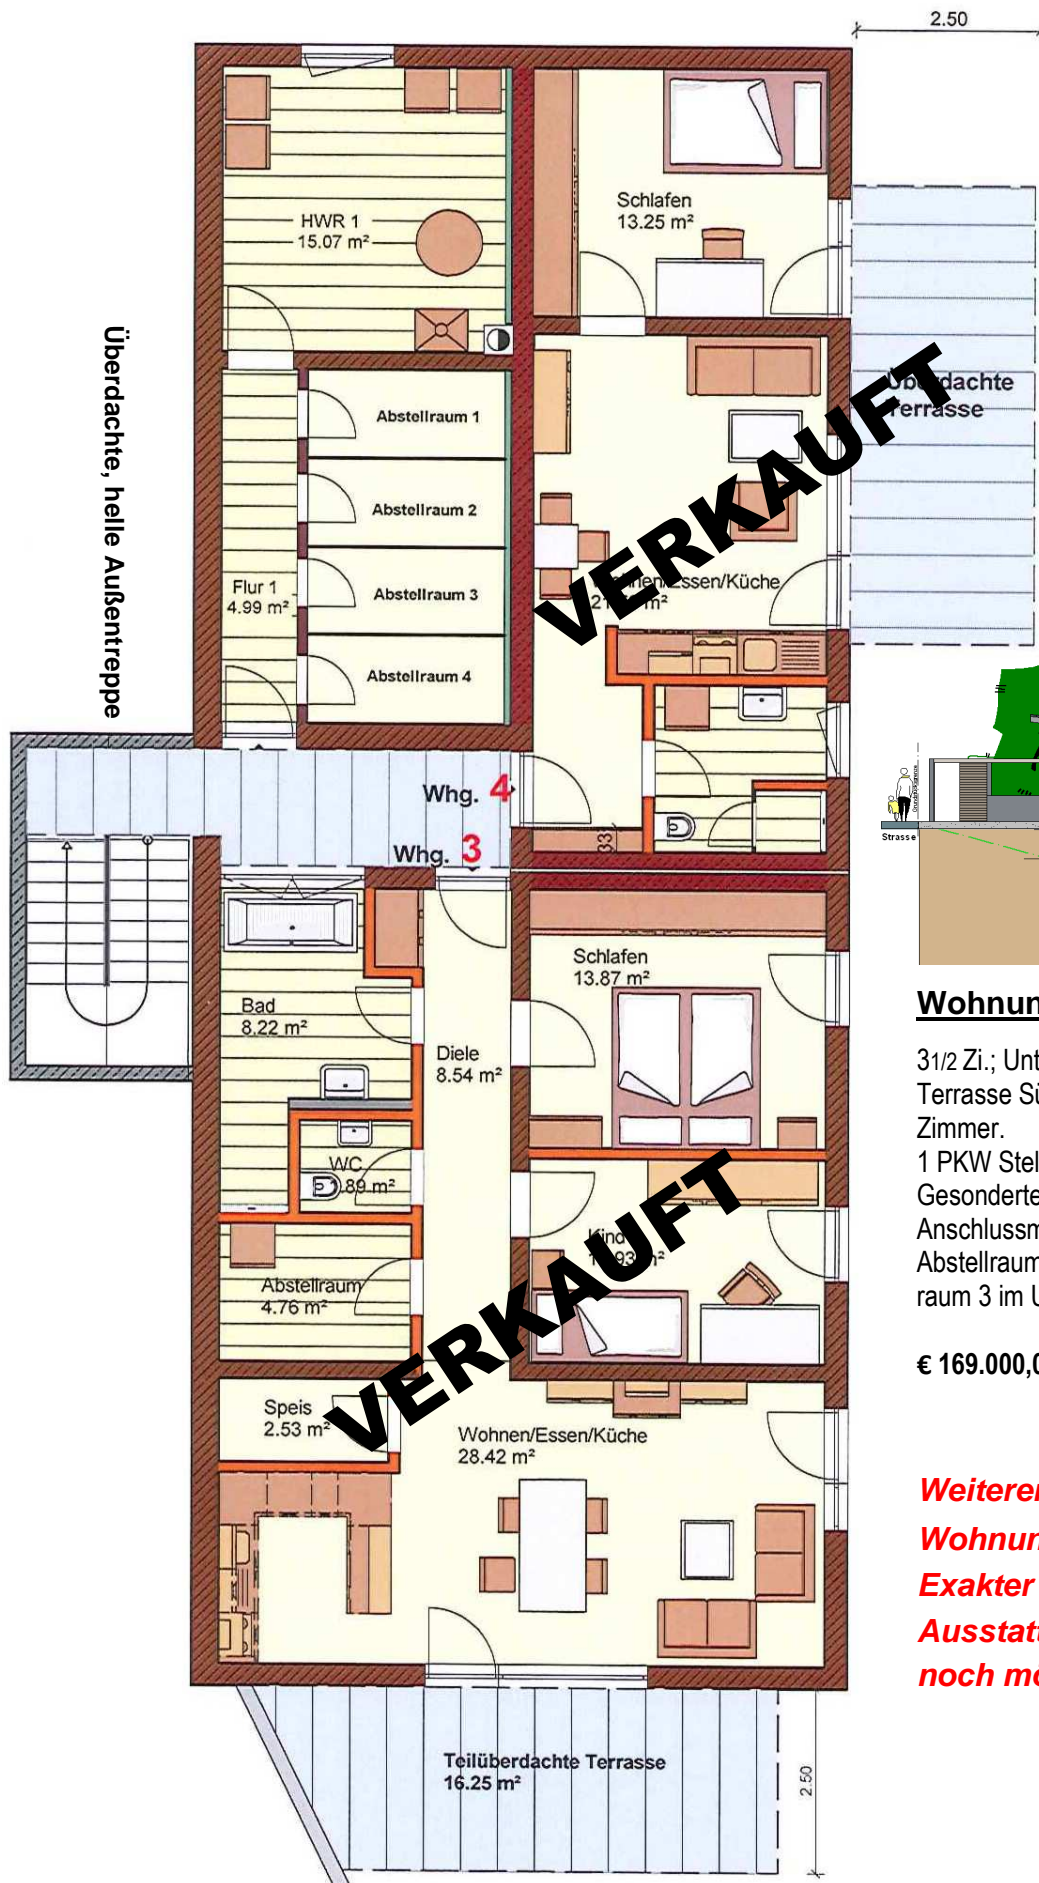 2.50
HWR 1
15.07 m²
Schlafen
13.25 m²
Überdachte
Terrasse
Überdachte, helle Außentreppe
Abstellraum 1
Abstellraum 2
Abstellraum 3
Abstellraum 4
Flur 1
4.99 m²
VERKAUFT
Wohnen/Essen/Küche
Whg. 4
Whg. 3
33
Strasse
Schlafen
13.87 m²
Bad
8.22 m²
Diele
8.54 m²
WC
Kind
Abstellraum
4.76 m²
VERKAUFT
Speis
2.53 m²
Wohnen/Essen/Küche
28.42 m²
Teilüberdachte Terrasse
16.25 m²
2.50
Wohnun
31/2 Zi.; Unt
Terrasse Sü
Zimmer.
1 PKW Stel
Gesonderte
Anschlussm
Abstellraum
raum 3 im U
€ 169.000,0
Weiterer
Wohnun
Exakter
Ausstatt
noch mö